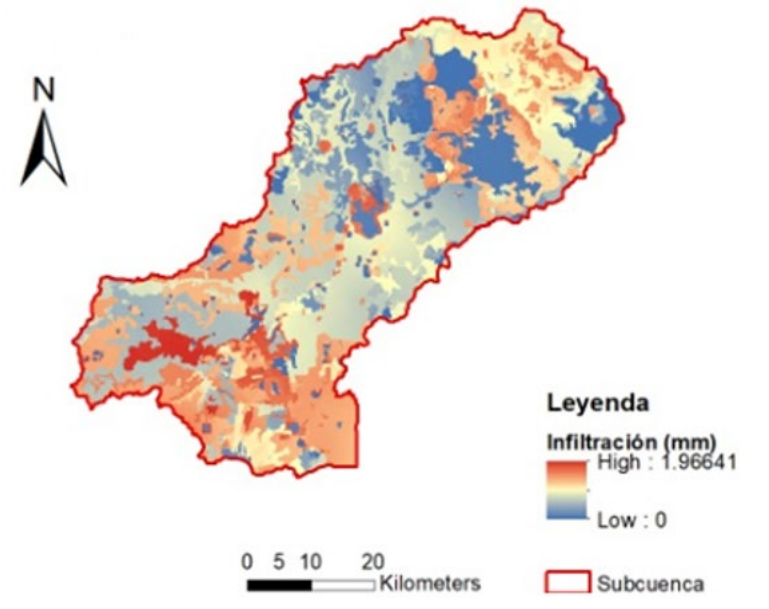 N
Leyenda
Infiltración (mm)
High : 1.96641
Low : 0
0 5 10 20
Kilometers
Subcuenca